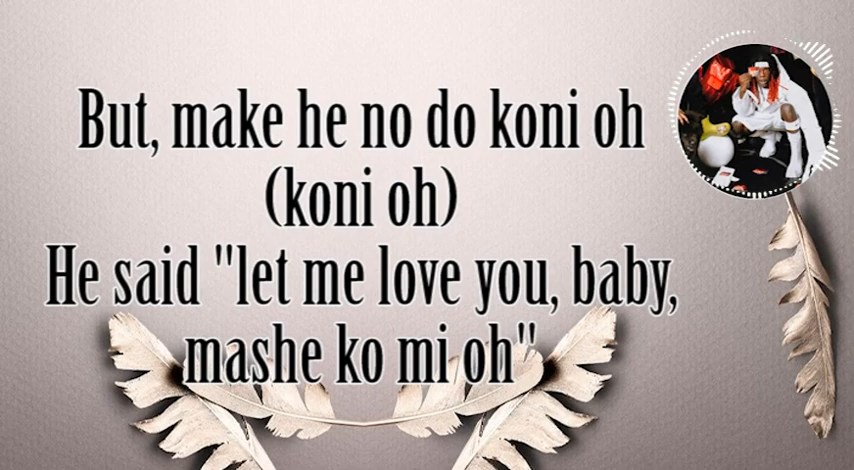 But, make he no do koni oh
(koni oh)
He said "let me love you, baby,
mashe ko mi oh"